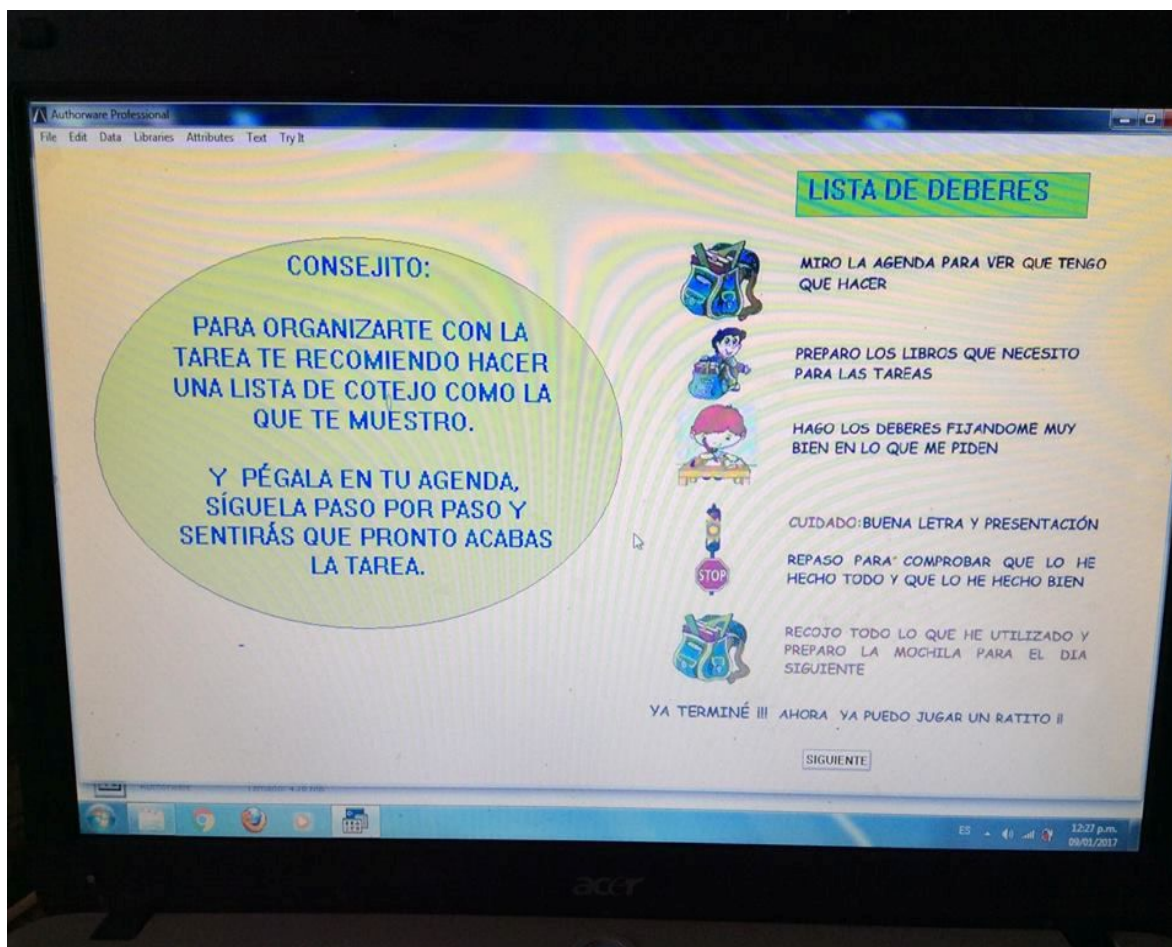 Authorware Professional
File Edit Data Libraries Attributes Text Try It
LISTA DE DEBERES
CONSEJITO:
PARA ORGANIZARTE CON LA
TAREA TE RECOMIENDO HACER
UNA LISTA DE COTEJO COMO LA
QUE TE MUESTRO.
Y PÉGALA EN TU AGENDA,
SÍGUELA PASO POR PASO Y
SENTIRÁS QUE PRONTO ACABAS
LA TAREA.
MIRO LA AGENDA PARA VER QUE TENGO
QUE HACER
PREPARO LOS LIBROS QUE NECESITO
PARA LAS TAREAS
HAGO LOS DEBERES FIJANDOME MUY
BIEN EN LO QUE ME PIDEN
CUIDADO:BUENA LETRA Y PRESENTACIÓN
STOP
REPASO PARA COMPROBAR QUE LO HE
HECHO TODO Y QUE LO HE HECHO BIEN
RECOJO TODO LO QUE HE UTILIZADO Y
PREPARO LA MOCHILA PARA EL DIA
SIGUIENTE
YA TERMINÉ !!! AHORA YA PUEDO JUGAR UN RATITO !!
SIGUIENTE
ES
12:27 p.m.
09/01/2017
acer